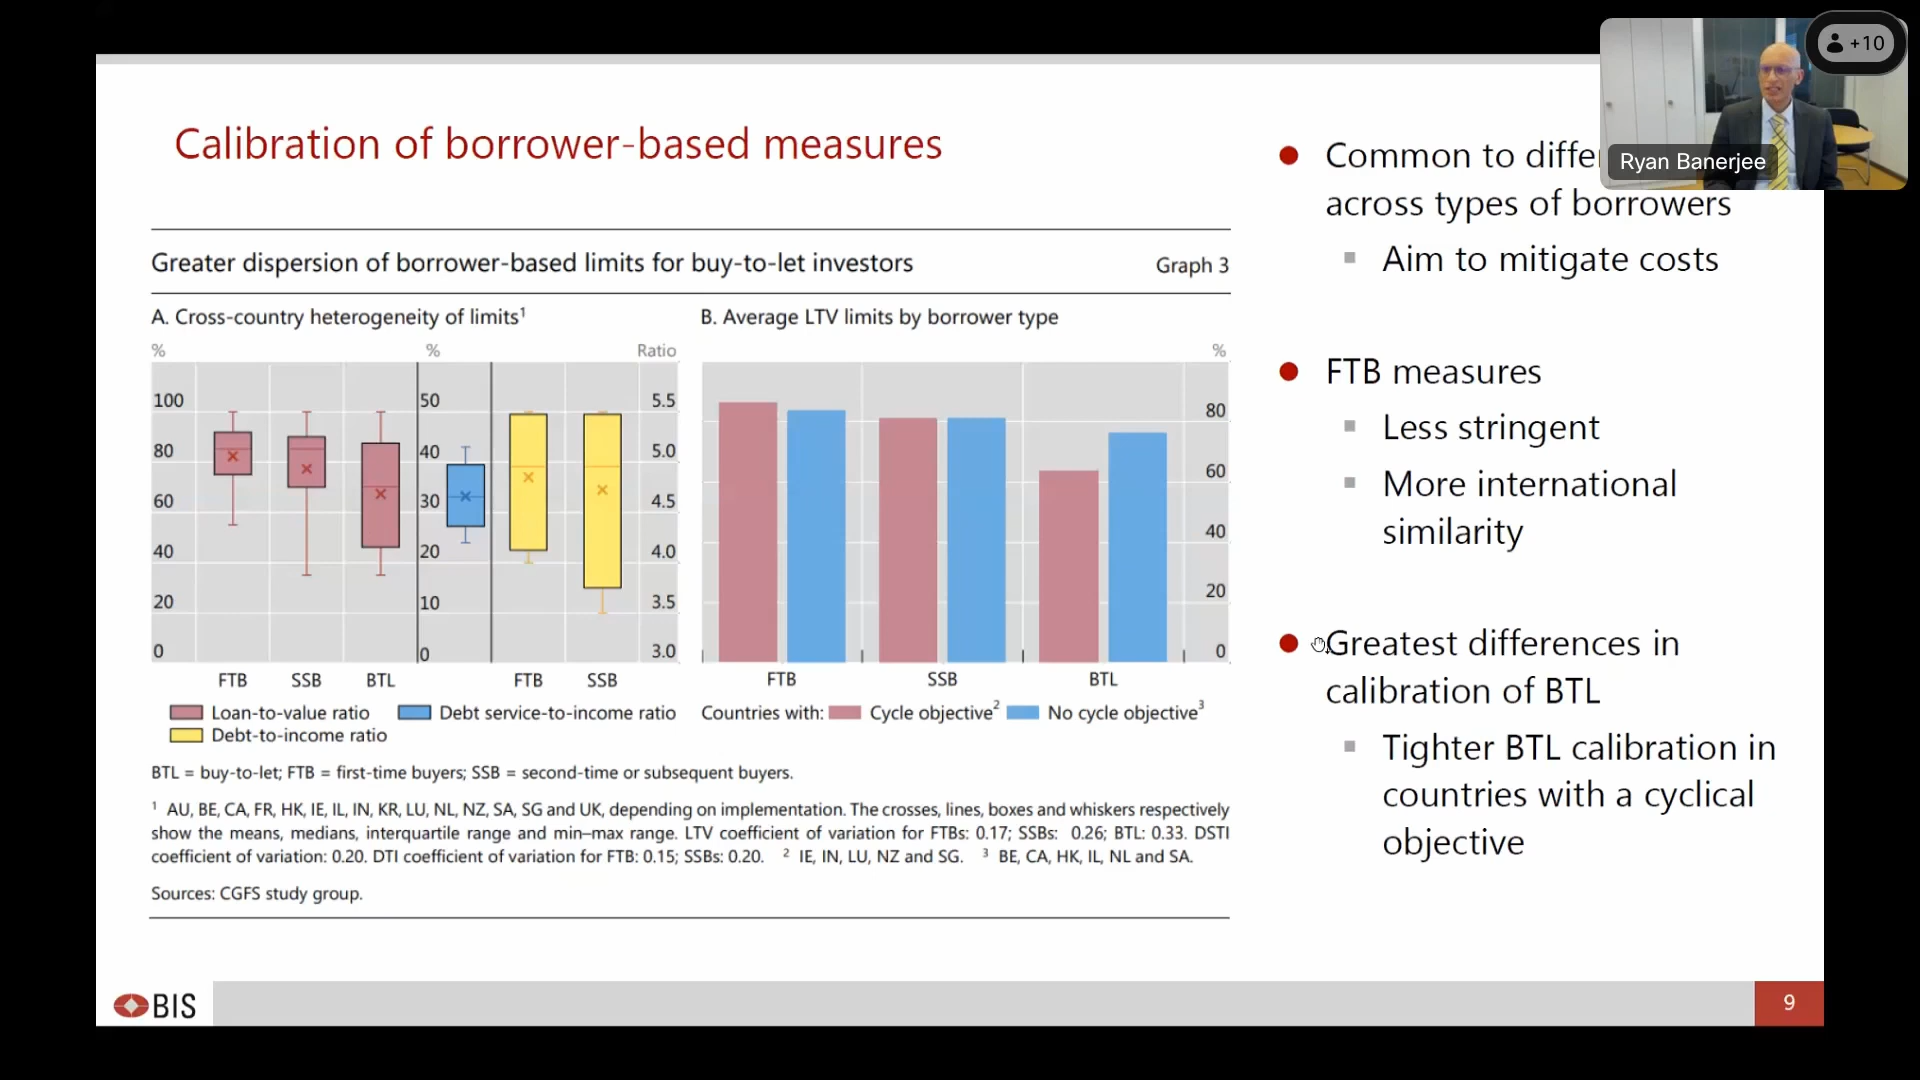 +10
Ryan Banerjee
Calibration of borrower-based measures
Greater dispersion of borrower-based limits for buy-to-let investors
Graph 3
A. Cross-country heterogeneity of limits¹
% % Ratio
100 50 5.5
80 40 5.0
60 30 4.5
40 20 4.0
20 10 3.5
0 0 3.0
FTB SSB BTL FTB SSB
Loan-to-value ratio Debt service-to-income ratio
Debt-to-income ratio
B. Average LTV limits by borrower type
%
80
60
40
20
0
FTB SSB BTL
Countries with: Cycle objective² No cycle objective³
BTL = buy-to-let; FTB = first-time buyers; SSB = second-time or subsequent buyers.
¹ AU, BE, CA, FR, HK, IE, IL, IN, KR, LU, NL, NZ, SA, SG and UK, depending on implementation. The crosses, lines, boxes and whiskers respectively
show the means, medians, interquartile range and min–max range. LTV coefficient of variation for FTBs: 0.17; SSBs: 0.26; BTL: 0.33. DSTI
coefficient of variation: 0.20. DTI coefficient of variation for FTB: 0.15; SSBs: 0.20. ² IE, IN, LU, NZ and SG. ³ BE, CA, HK, IL, NL and SA.
Sources: CGFS study group.
Common to
across types of borrowers
Aim to mitigate costs
FTB measures
Less stringent
More international
similarity
Greatest differences in
calibration of BTL
Tighter BTL calibration in
countries with a cyclical
objective
BIS
9